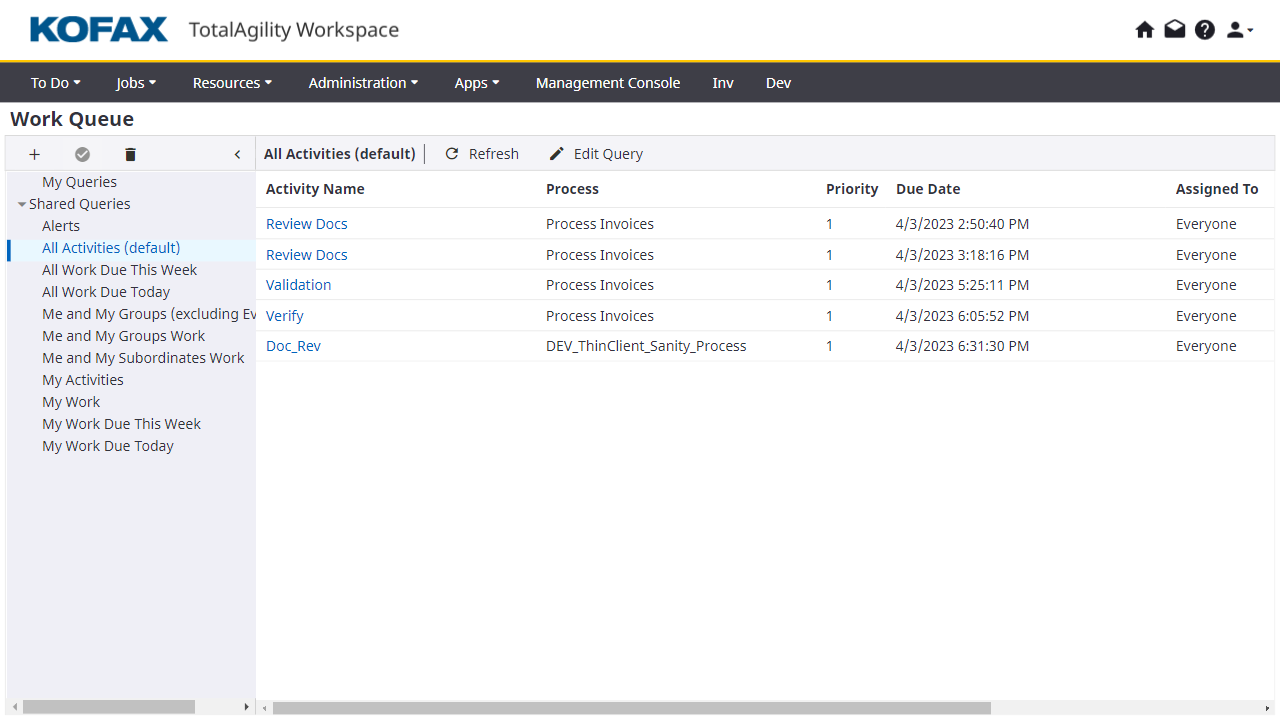 KOFAX TotalAgility Workspace
To Do Jobs Resources Administration Apps Management Console Inv Dev
Work Queue
All Activities (default) Refresh Edit Query
My Queries
Shared Queries
Alerts
All Activities (default)
All Work Due This Week
All Work Due Today
Me and My Groups (excluding Ev
Me and My Groups Work
Me and My Subordinates Work
My Activities
My Work
My Work Due This Week
My Work Due Today
Activity Name Process Priority Due Date Assigned To
Review Docs Process Invoices 1 4/3/2023 2:50:40 PM Everyone
Review Docs Process Invoices 1 4/3/2023 3:18:16 PM Everyone
Validation Process Invoices 1 4/3/2023 5:25:11 PM Everyone
Verify Process Invoices 1 4/3/2023 6:05:52 PM Everyone
Doc_Rev DEV_ThinClient_Sanity_Process 1 4/3/2023 6:31:30 PM Everyone